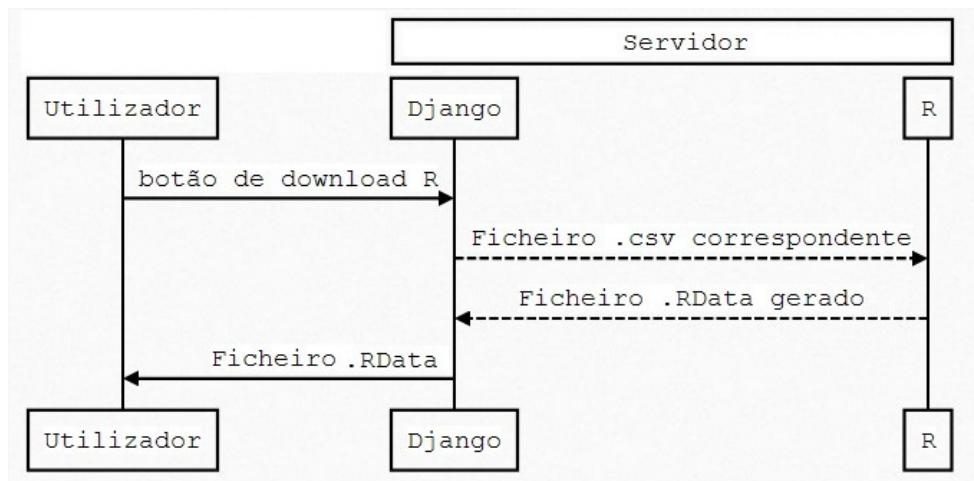 Servidor
Utilizador
Django
R
botão de download R
Ficheiro .csv correspondente
Ficheiro .RData gerado
Ficheiro .RData
Utilizador
Django
R